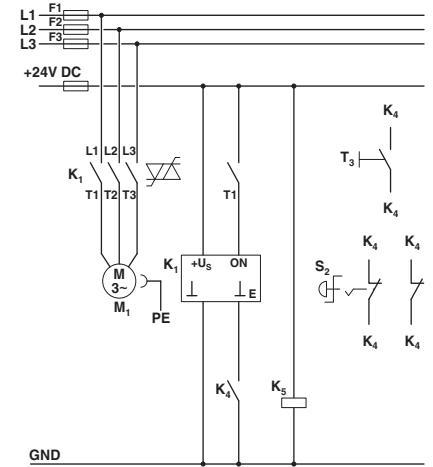 L1 F1
L2 F2
L3 F3
+24V DC
K4
L1 L2 L3
T3
K1
T1 T2 T3 T1
K4
K4 K4
K1 +US ON
S2
M
3~
E
M1
PE
K4 K4
K4 K5
GND